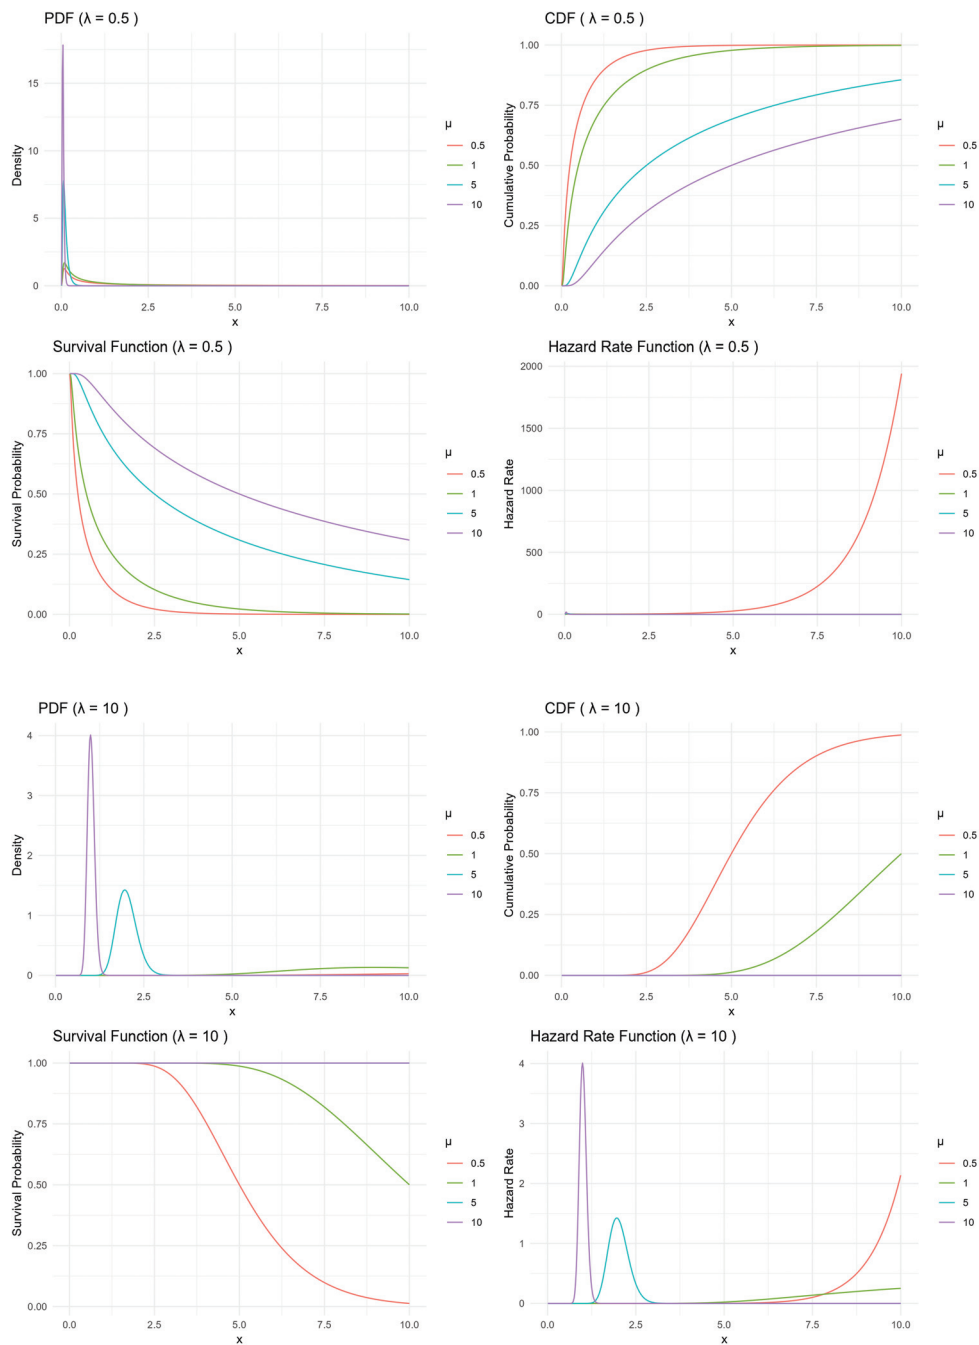 PDF (λ = 0.5 )
Density
15
10
5
0
0.0 2.5 5.0 7.5 10.0
x
μ
0.5
1
5
10
CDF ( λ = 0.5 )
Cumulative Probability
1.00
0.75
0.50
0.25
0.00
0.0 2.5 5.0 7.5 10.0
x
μ
0.5
1
5
10
Survival Function (λ = 0.5 )
Survival Probability
1.00
0.75
0.50
0.25
0.00
0.0 2.5 5.0 7.5 10.0
x
μ
0.5
1
5
10
Hazard Rate Function (λ = 0.5 )
Hazard Rate
2000
1500
1000
500
0
0.0 2.5 5.0 7.5 10.0
x
μ
0.5
1
5
10
PDF (λ = 10 )
Density
4
3
2
1
0
0.0 2.5 5.0 7.5 10.0
x
μ
0.5
1
5
10
CDF ( λ = 10 )
Cumulative Probability
1.00
0.75
0.50
0.25
0.00
0.0 2.5 5.0 7.5 10.0
x
μ
0.5
1
5
10
Survival Function (λ = 10 )
Survival Probability
1.00
0.75
0.50
0.25
0.00
0.0 2.5 5.0 7.5 10.0
x
μ
0.5
1
5
10
Hazard Rate Function (λ = 10 )
Hazard Rate
4
3
2
1
0
0.0 2.5 5.0 7.5 10.0
x
μ
0.5
1
5
10